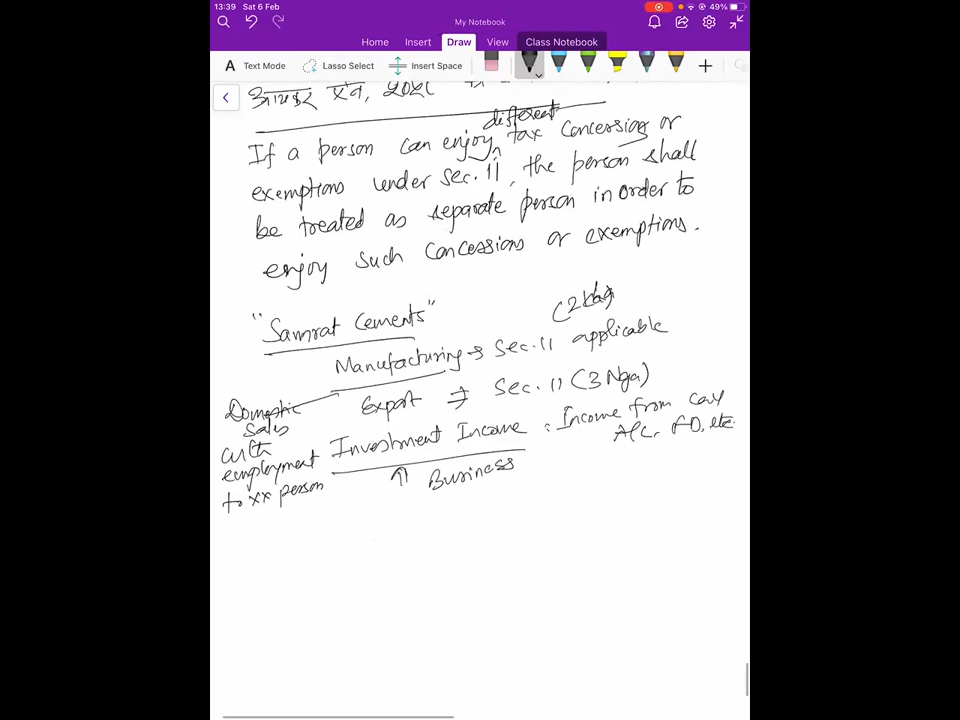 13:39 Sat 6 Feb
49%
My Notebook
Home Insert Draw View Class Notebook
Text Mode Lasso Select Insert Space
different
If a person can enjoy tax concession or
exemptions under sec. 11, the person shall
be treated as separate person in order to
enjoy such concessions or exemptions.
"Samrat Cements"
Manufacturing → Sec. 11 applicable
Export ⇒ Sec. 11 (3 Nga)
Domestic
Sales
with
employment
to xx person
Investment Income : Income from call
A/C, FD, etc.
↑ Business